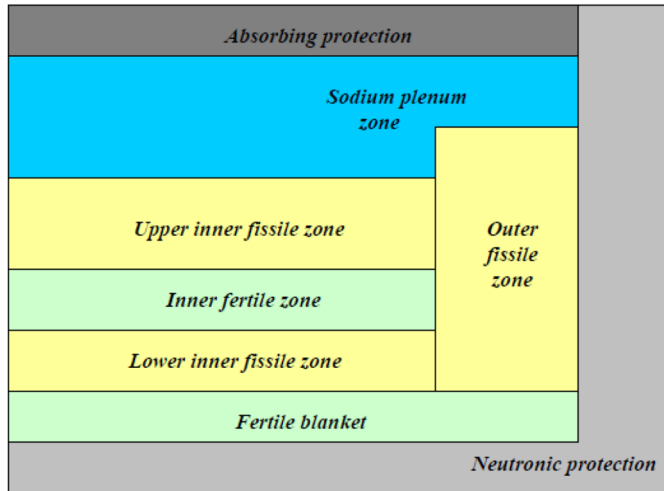 Absorbing protection
Sodium plenum
zone
Upper inner fissile zone
Outer
fissile
zone
Inner fertile zone
Lower inner fissile zone
Fertile blanket
Neutronic protection